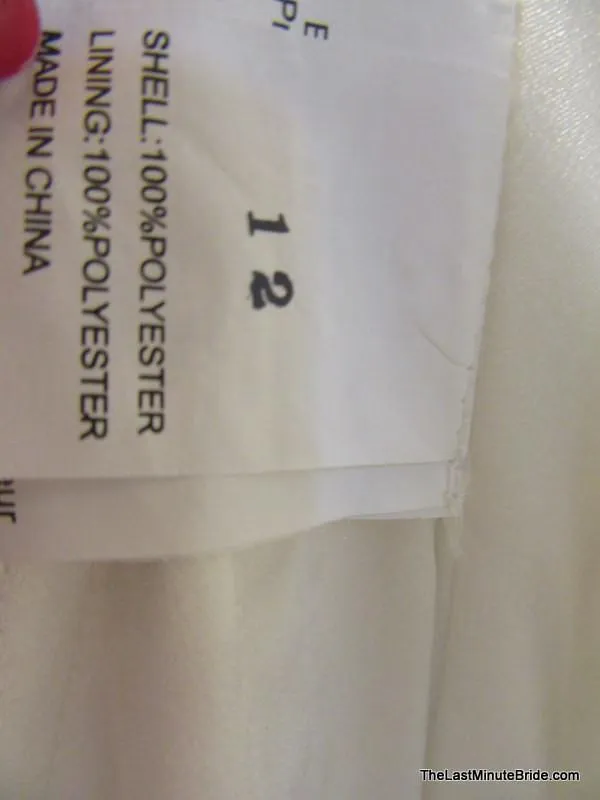 12
SHELL:100%POLYESTER
LINING:100%POLYESTER
MADE IN CHINA
TheLastMinuteBride.com